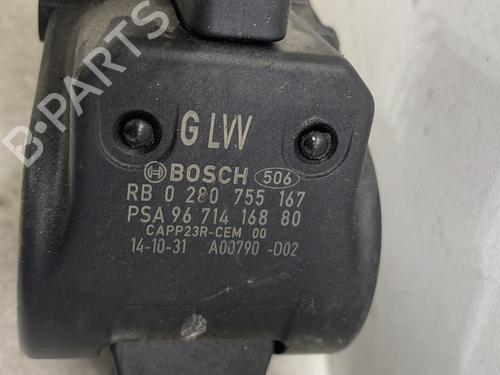 G LVV
BOSCH 506
RB 0 280 755 167
PSA 96 714 168 80
CAPP23R-CEM 00
14-10-31 A00790 -D02
B-PARTS